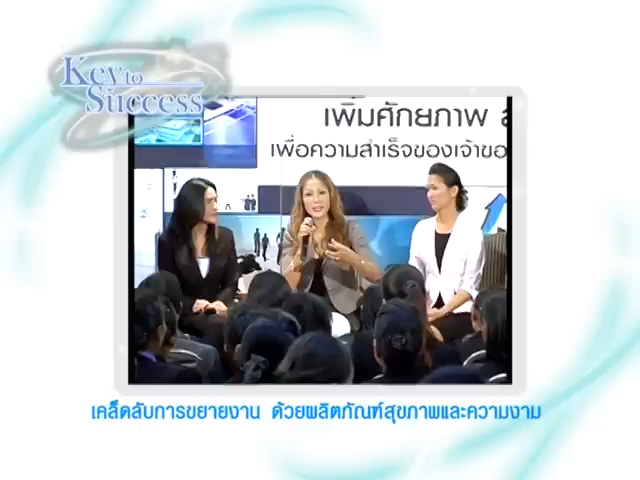 Key to
Success
เพิ่มศักยภาพ
เพื่อความสำเร็จของเจ้าขอ
เคล็ดลับการขยายงาน ด้วยผลิตภัณฑ์สุขภาพและความงาม